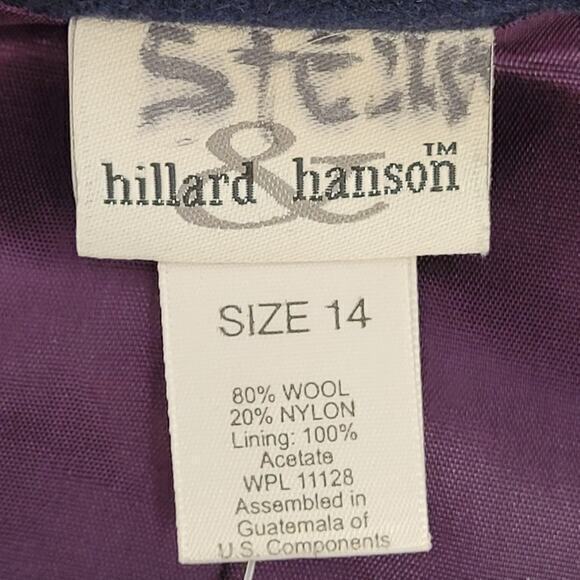 hillard & hanson™
SIZE 14
80% WOOL
20% NYLON
Lining: 100%
Acetate
WPL 11128
Assembled in
Guatemala of
U.S. Components